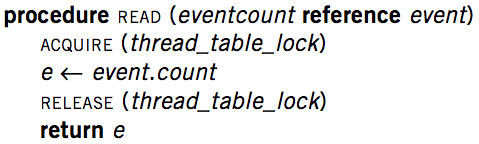 procedure READ (eventcount reference event)
ACQUIRE (thread_table_lock)
e ← event.count
RELEASE (thread_table_lock)
return e